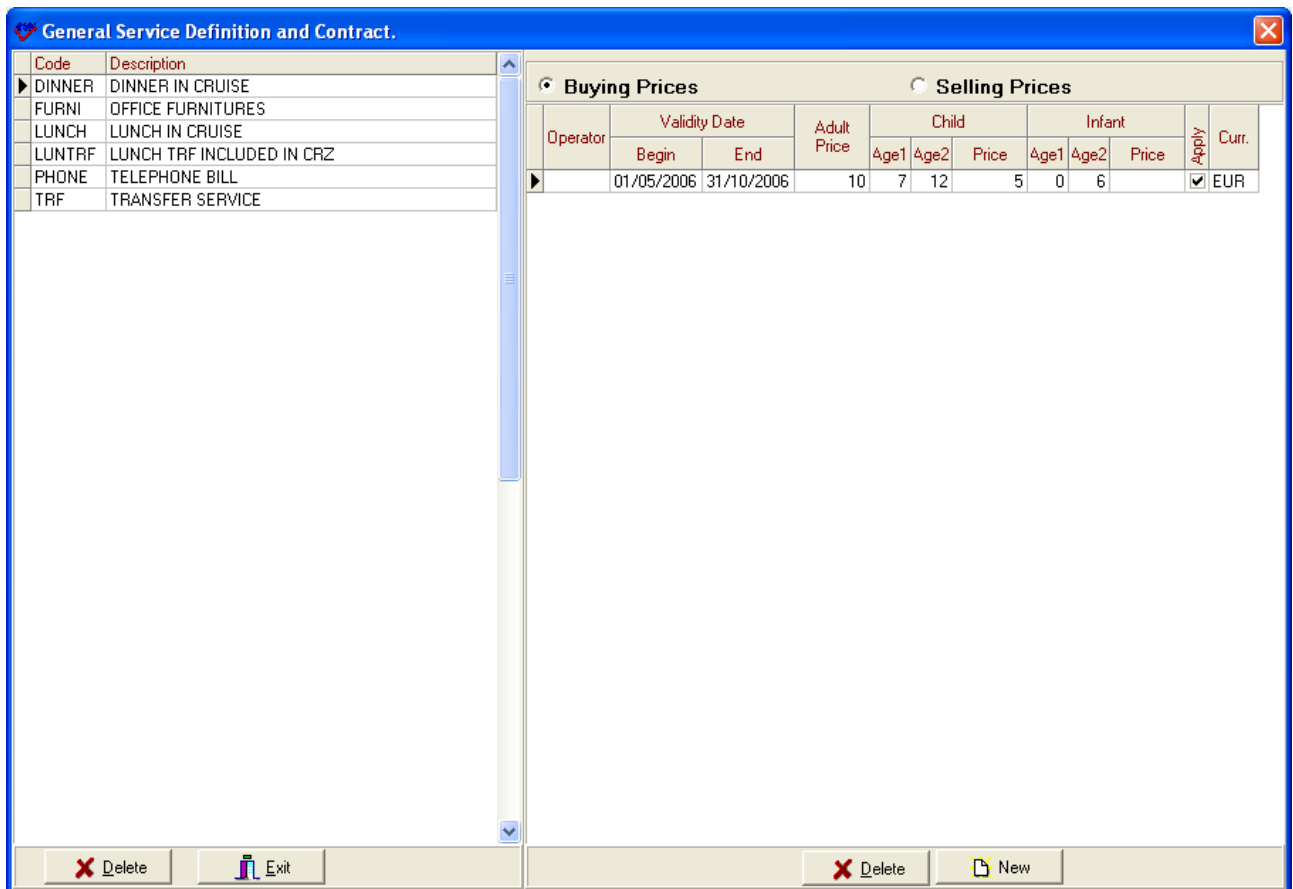 General Service Definition and Contract.
Code Description
DINNER DINNER IN CRUISE
FURNI OFFICE FURNITURES
LUNCH LUNCH IN CRUISE
LUNTRF LUNCH TRF INCLUDED IN CRZ
PHONE TELEPHONE BILL
TRF TRANSFER SERVICE
Buying Prices Selling Prices
Operator Validity Date Adult Price Child Infant Apply Curr.
Begin End Age1 Age2 Price Age1 Age2 Price
01/05/2006 31/10/2006 10 7 12 5 0 6 EUR
Delete Exit Delete New